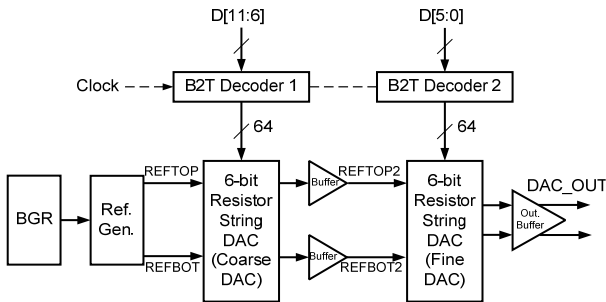 D[11:6]
D[5:0]
Clock
B2T Decoder 1
B2T Decoder 2
64
64
BGR
Ref.
Gen.
REFTOP
REFBOT
6-bit
Resistor
String
DAC
(Coarse
DAC)
Buffer
Buffer
REFTOP2
REFBOT2
6-bit
Resistor
String
DAC
(Fine
DAC)
Out.
Buffer
DAC_OUT